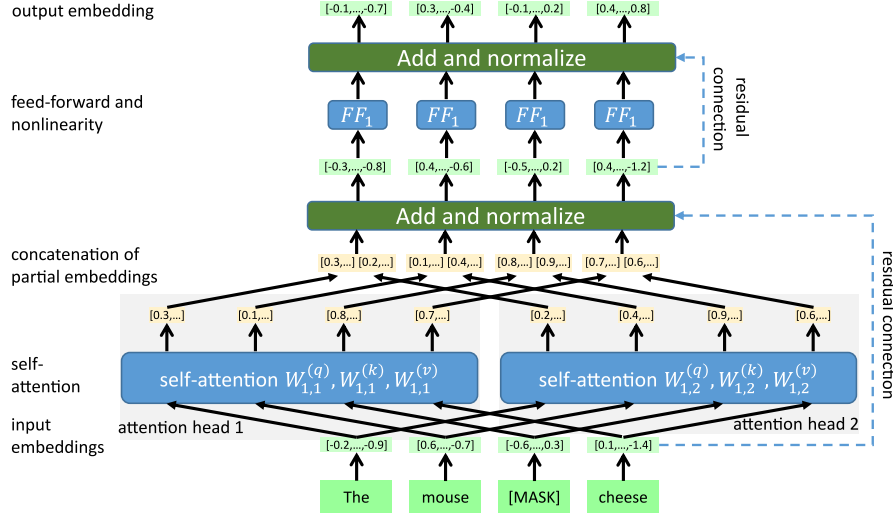 output embedding
[-0.1,...,-0.7] [0.3,...,-0.4] [-0.1,...,0.2] [0.4,...,0.8]
Add and normalize
residual
connection
feed-forward and
nonlinearity
FF₁ FF₁ FF₁ FF₁
[-0.3,...,-0.8] [0.4,...,-0.6] [-0.5,...,0.2] [0.4,...,-1.2]
Add and normalize
concatenation of
partial embeddings
[0.3,...] [0.2,...] [0.1,...] [0.4,...] [0.8,...] [0.9,...] [0.7,...] [0.6,...]
residual connection
[0.3,...] [0.1,...] [0.8,...] [0.7,...] [0.2,...] [0.4,...] [0.9,...] [0.6,...]
self-
attention
self-attention W_{1,1}^{(q)}, W_{1,1}^{(k)}, W_{1,1}^{(v)}
self-attention W_{1,2}^{(q)}, W_{1,2}^{(k)}, W_{1,2}^{(v)}
input
embeddings
attention head 1
attention head 2
[-0.2,...,-0.9] [0.6,...,-0.7] [-0.6,...,0.3] [0.1,...,-1.4]
The mouse [MASK] cheese